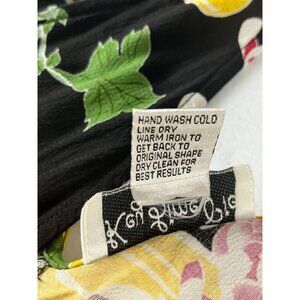 HAND WASH COLD
LINE DRY
WARM IRON TO
GET BACK TO
ORIGINAL SHAPE
DRY CLEAN FOR
BEST RESULTS